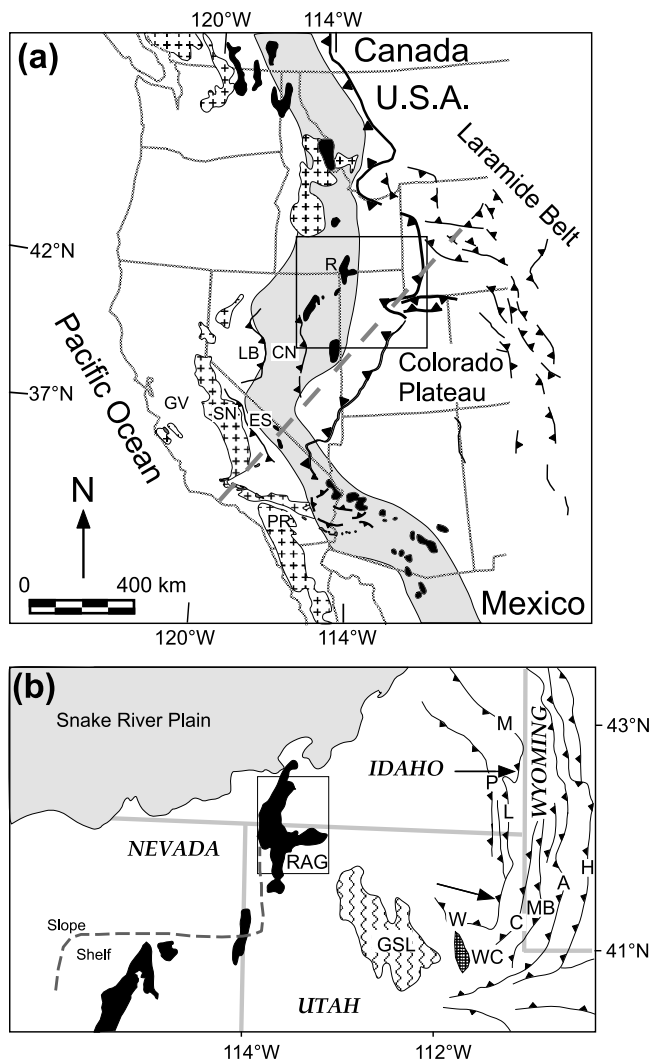 120°W 114°W
(a)
Canada
U.S.A.
Laramide Belt
42°N
R
Pacific Ocean
LB CN
Colorado
Plateau
37°N
GV
SN
ES
N
PR
0 400 km
Mexico
120°W 114°W
(b)
Snake River Plain
M
43°N
IDAHO
WYOMING
P
L
NEVADA
RAG
H
A
MB
Slope
W
C
GSL
WC
41°N
Shelf
UTAH
114°W 112°W